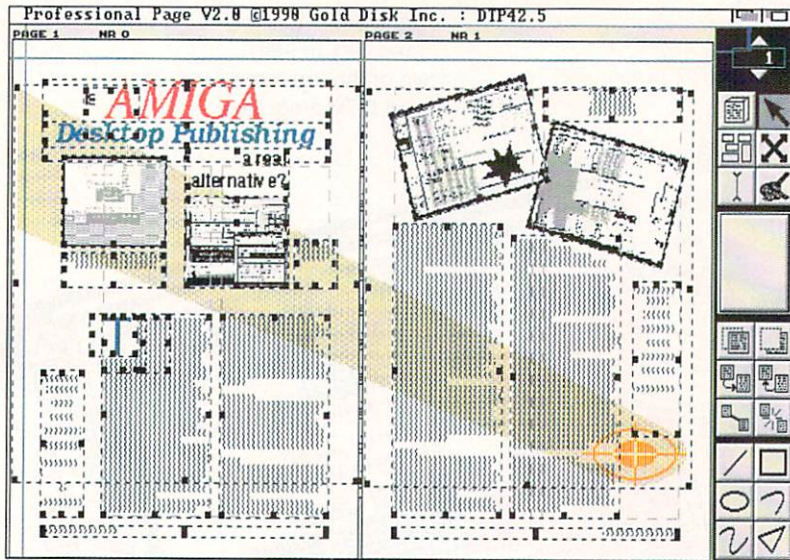 Professional Page V2.0 ©1990 Gold Disk Inc. : DTP42.5
PAGE 1 NR 0
PAGE 2 NR 1
1
is
AMIGA
Desktop Publishing
a real
alternative?
T